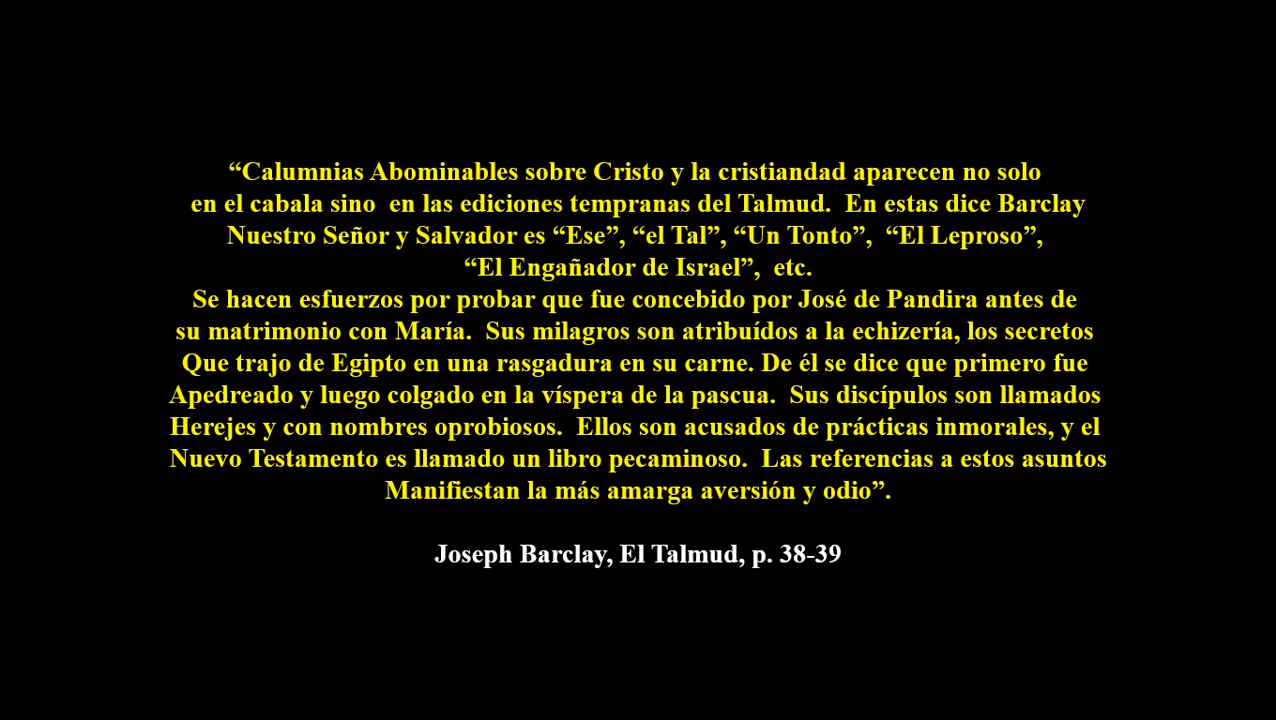 “Calumnias Abominables sobre Cristo y la cristiandad aparecen no solo
en el cabala sino  en las ediciones tempranas del Talmud.  En estas dice Barclay
Nuestro Señor y Salvador es “Ese”, “el Tal”, “Un Tonto”,  “El Leproso”,
“El Engañador de Israel”,  etc.
Se hacen esfuerzos por probar que fue concebido por José de Pandira antes de
su matrimonio con María.  Sus milagros son atribuídos a la echizería, los secretos
Que trajo de Egipto en una rasgadura en su carne. De él se dice que primero fue
Apedreado y luego colgado en la víspera de la pascua.  Sus discípulos son llamados
Herejes y con nombres oprobiosos.  Ellos son acusados de prácticas inmorales, y el
Nuevo Testamento es llamado un libro pecaminoso.  Las referencias a estos asuntos
Manifiestan la más amarga aversión y odio”.
Joseph Barclay, El Talmud, p. 38-39